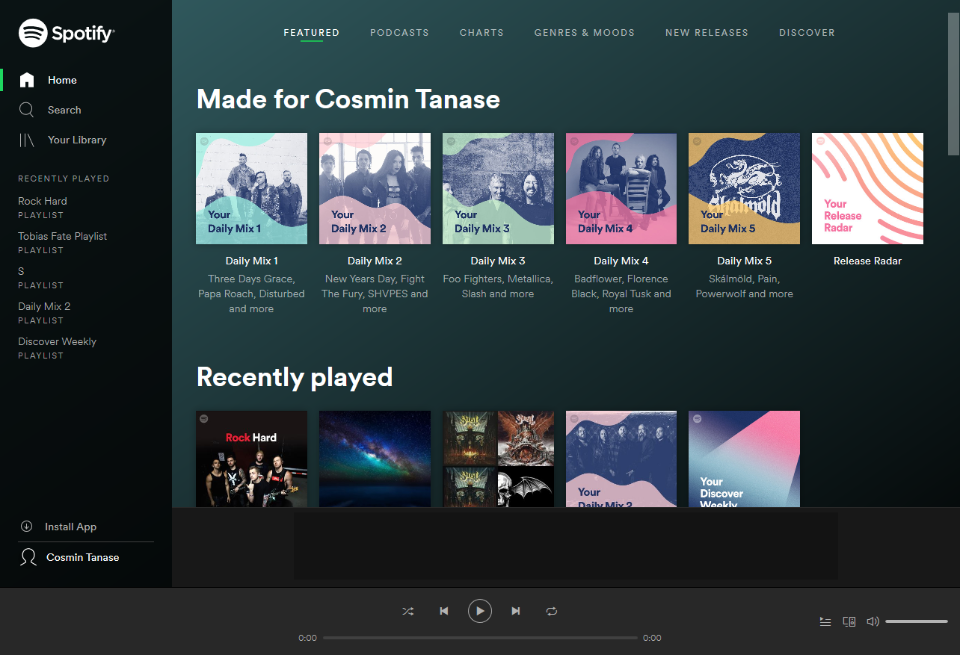 Spotify®
Home
Search
Your Library
RECENTLY PLAYED
Rock Hard
PLAYLIST
Tobias Fate Playlist
PLAYLIST
S
PLAYLIST
Daily Mix 2
PLAYLIST
Discover Weekly
PLAYLIST
Install App
Cosmin Tanase
FEATURED PODCASTS CHARTS GENRES & MOODS NEW RELEASES DISCOVER
Made for Cosmin Tanase
Your
Daily Mix 1
Your
Daily Mix 2
Your
Daily Mix 3
Your
Daily Mix 4
Skálmöld
Your
Daily Mix 5
Your
Release
Radar
Daily Mix 1
Three Days Grace,
Papa Roach, Disturbed
and more
Daily Mix 2
New Years Day, Fight
The Fury, SHVPES and
more
Daily Mix 3
Foo Fighters, Metallica,
Slash and more
Daily Mix 4
Badflower, Florence
Black, Royal Tusk and
more
Daily Mix 5
Skálmöld, Pain,
Powerwolf and more
Release Radar
Recently played
Rock Hard
Your
Daily Mix 2
Your
Discover
Weekly
0:00
0:00